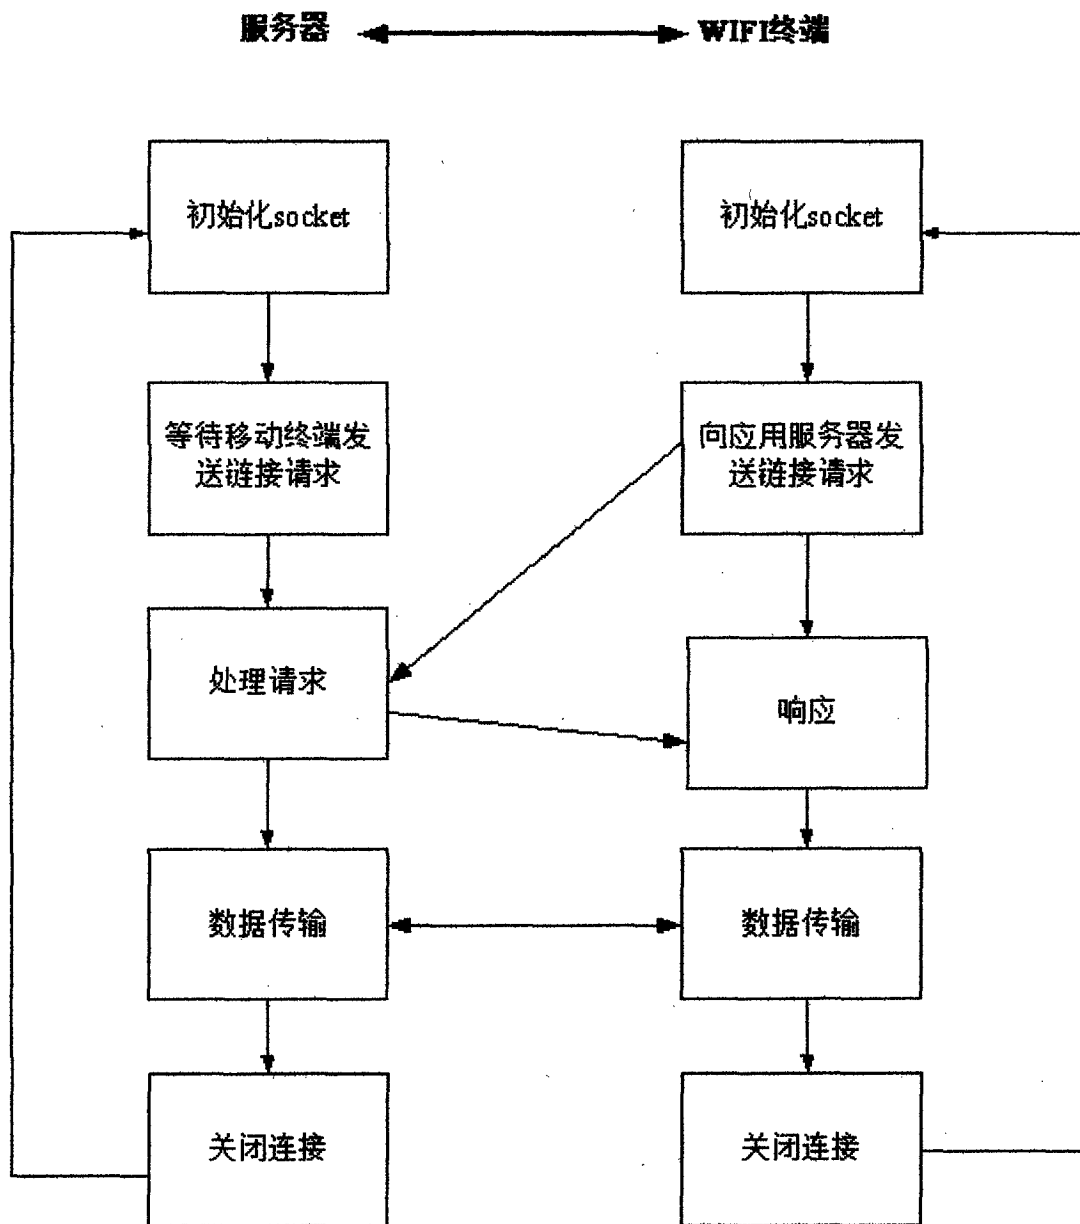 服务器
WIFI终端
初始化socket
初始化socket
等待移动终端发
送链接请求
向应用服务器发
送链接请求
处理请求
响应
数据传输
数据传输
关闭连接
关闭连接